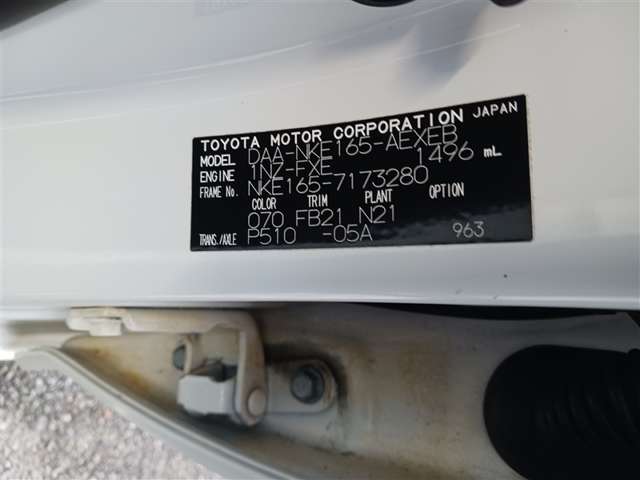 TOYOTA MOTOR CORPORATION JAPAN
MODEL DAA-NKE165-AEXEB
ENGINE 1NZ-FXE 1496 mL
FRAME No. NKE165-7173280
COLOR TRIM PLANT OPTION
070 FB21 N21
TRANS./AXLE P510 -05A 963